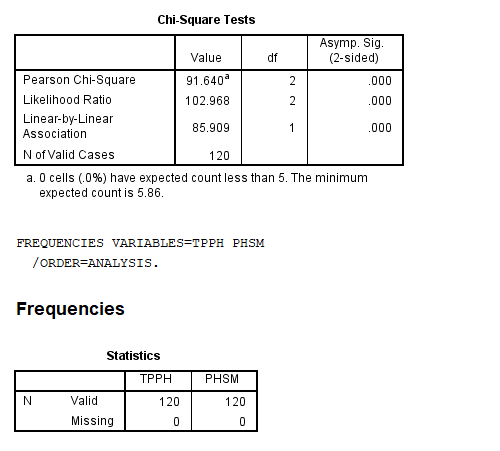 Chi-Square Tests
Value df Asymp. Sig. (2-sided)
Pearson Chi-Square 91.640a 2 .000
Likelihood Ratio 102.968 2 .000
Linear-by-Linear Association 85.909 1 .000
N of Valid Cases 120
a. 0 cells (.0%) have expected count less than 5. The minimum
expected count is 5.86.
FREQUENCIES VARIABLES=TPPH PHSM
/ORDER=ANALYSIS.
Frequencies
Statistics
TPPH PHSM
N Valid 120 120
Missing 0 0